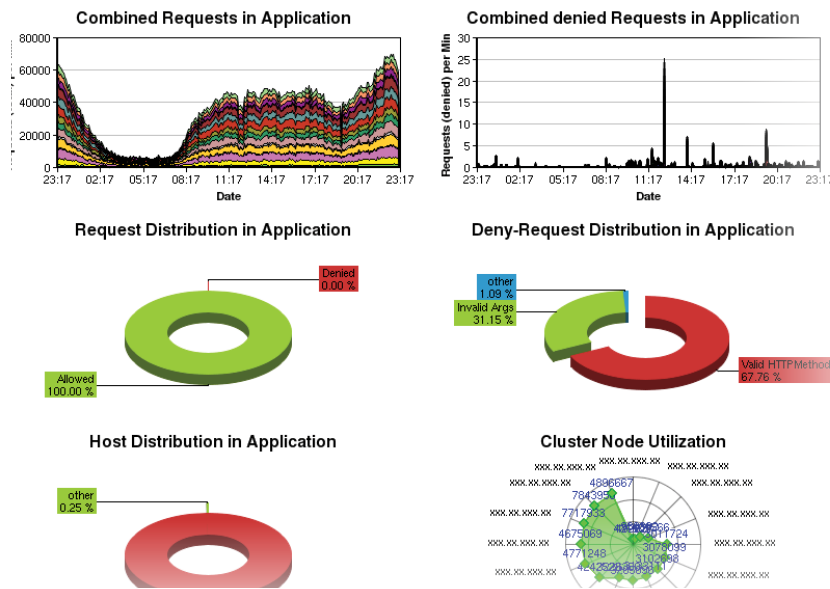 Combined Requests in Application
80000
60000
40000
20000
0
23:17 02:17 05:17 08:17 11:17 14:17 17:17 20:17 23:17
Date
Combined denied Requests in Application
Requests (denied) per Min
30
25
20
15
10
5
0
23:17 02:17 05:17 08:17 11:17 14:17 17:17 20:17 23:17
Date
Request Distribution in Application
Denied
0.00 %
Allowed
100.00 %
Deny-Request Distribution in Application
other
1.09 %
Invalid Args
31.15 %
Valid HTTPMethod
67.76 %
Host Distribution in Application
other
0.25 %
Cluster Node Utilization
xxx.xx.xxx.xx
xxx.xx.xxx.xx xxx.xx.xxx.xx
xxx.xx.xxx.xx xxx.xx.xxx.xx
xxx.xx.xxx.xx xxx.xx.xxx.xx
xxx.xx.xxx.xx xxx.xx.xxx.xx
xxx.xx.xxx.xx xxx.xx.xxx.xx
4896667
7717933
4675069
4771248
3078099